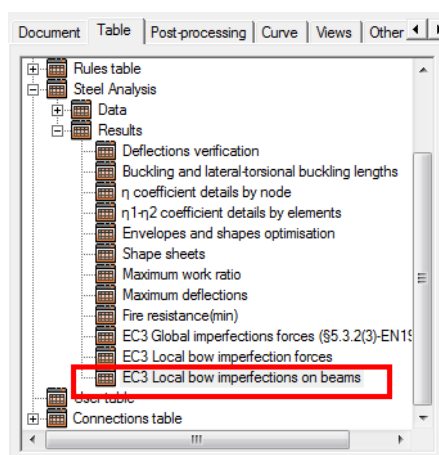 Document Table Post-processing Curve Views Other
Rules table
Steel Analysis
Data
Results
Deflections verification
Buckling and lateral-torsional buckling lengths
η coefficient details by node
η1-η2 coefficient details by elements
Envelopes and shapes optimisation
Shape sheets
Maximum work ratio
Maximum deflections
Fire resistance(min)
EC3 Global imperfections forces (§5.3.2(3)-EN19
EC3 Local bow imperfection forces
EC3 Local bow imperfections on beams
User table
Connections table